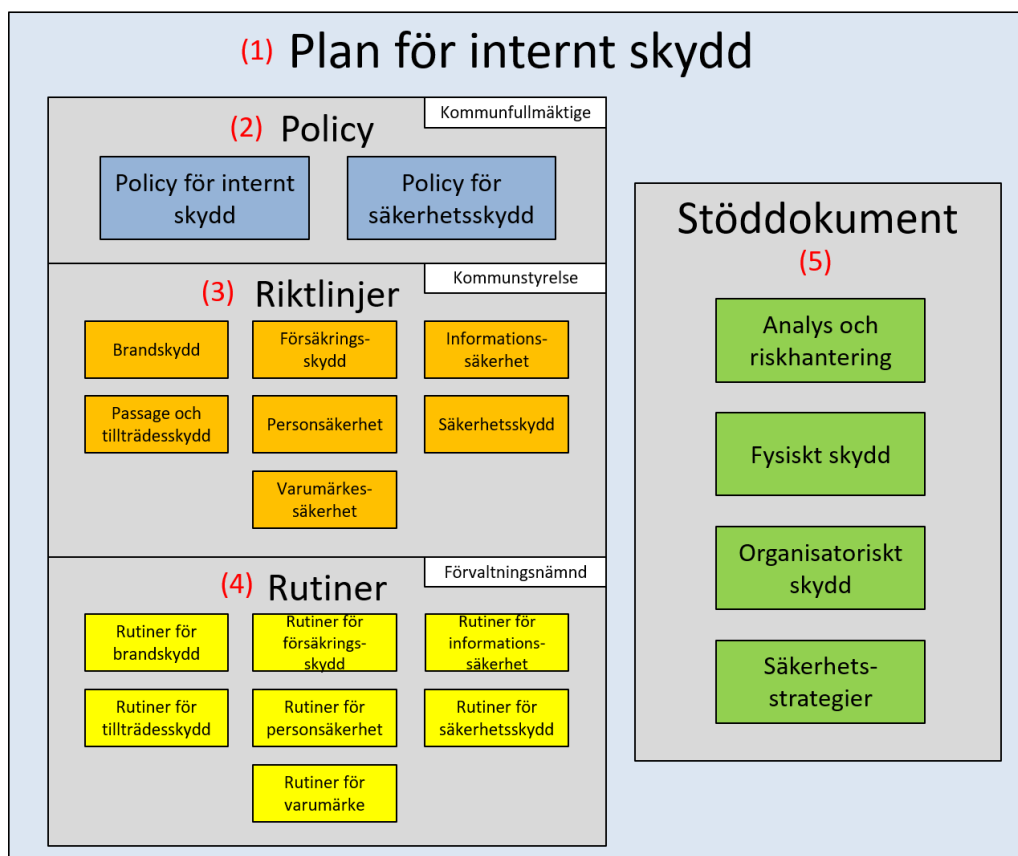 (1) Plan för internt skydd
Kommunfullmäktige
(2) Policy
Policy för internt
skydd
Policy för
säkerhetsskydd
Kommunstyrelse
(3) Riktlinjer
Brandskydd
Försäkrings-
skydd
Informations-
säkerhet
Passage och
tillträdesskydd
Personsäkerhet
Säkerhetsskydd
Varumärkes-
säkerhet
Förvaltningsnämnd
(4) Rutiner
Rutiner för
brandskydd
Rutiner för
försäkrings-
skydd
Rutiner för
informations-
säkerhet
Rutiner för
tillträdesskydd
Rutiner för
personsäkerhet
Rutiner för
säkerhetsskydd
Rutiner för
varumärke
Stöddokument
(5)
Analys och
riskhantering
Fysiskt skydd
Organisatoriskt
skydd
Säkerhets-
strategier